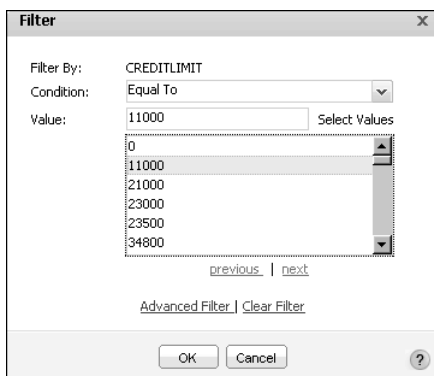 Filter x
Filter By: CREDITLIMIT
Condition: Equal To
Value: 11000 Select Values
0
11000
21000
23000
23500
34800
previous | next
Advanced Filter | Clear Filter
OK Cancel ?